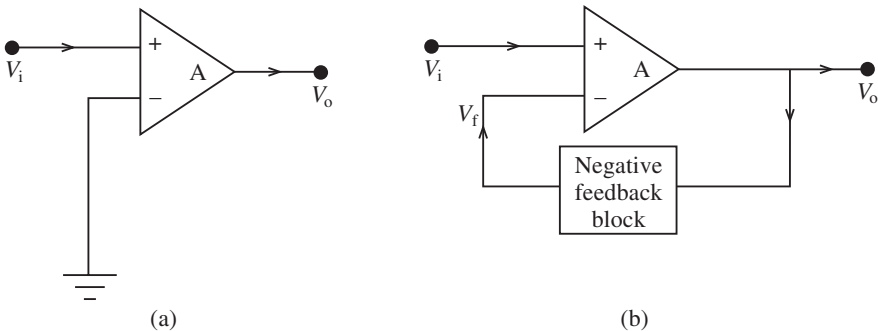 +
A
−
V_i
V_o
(a)
+
A
−
V_i
V_f
V_o
Negative
feedback
block
(b)